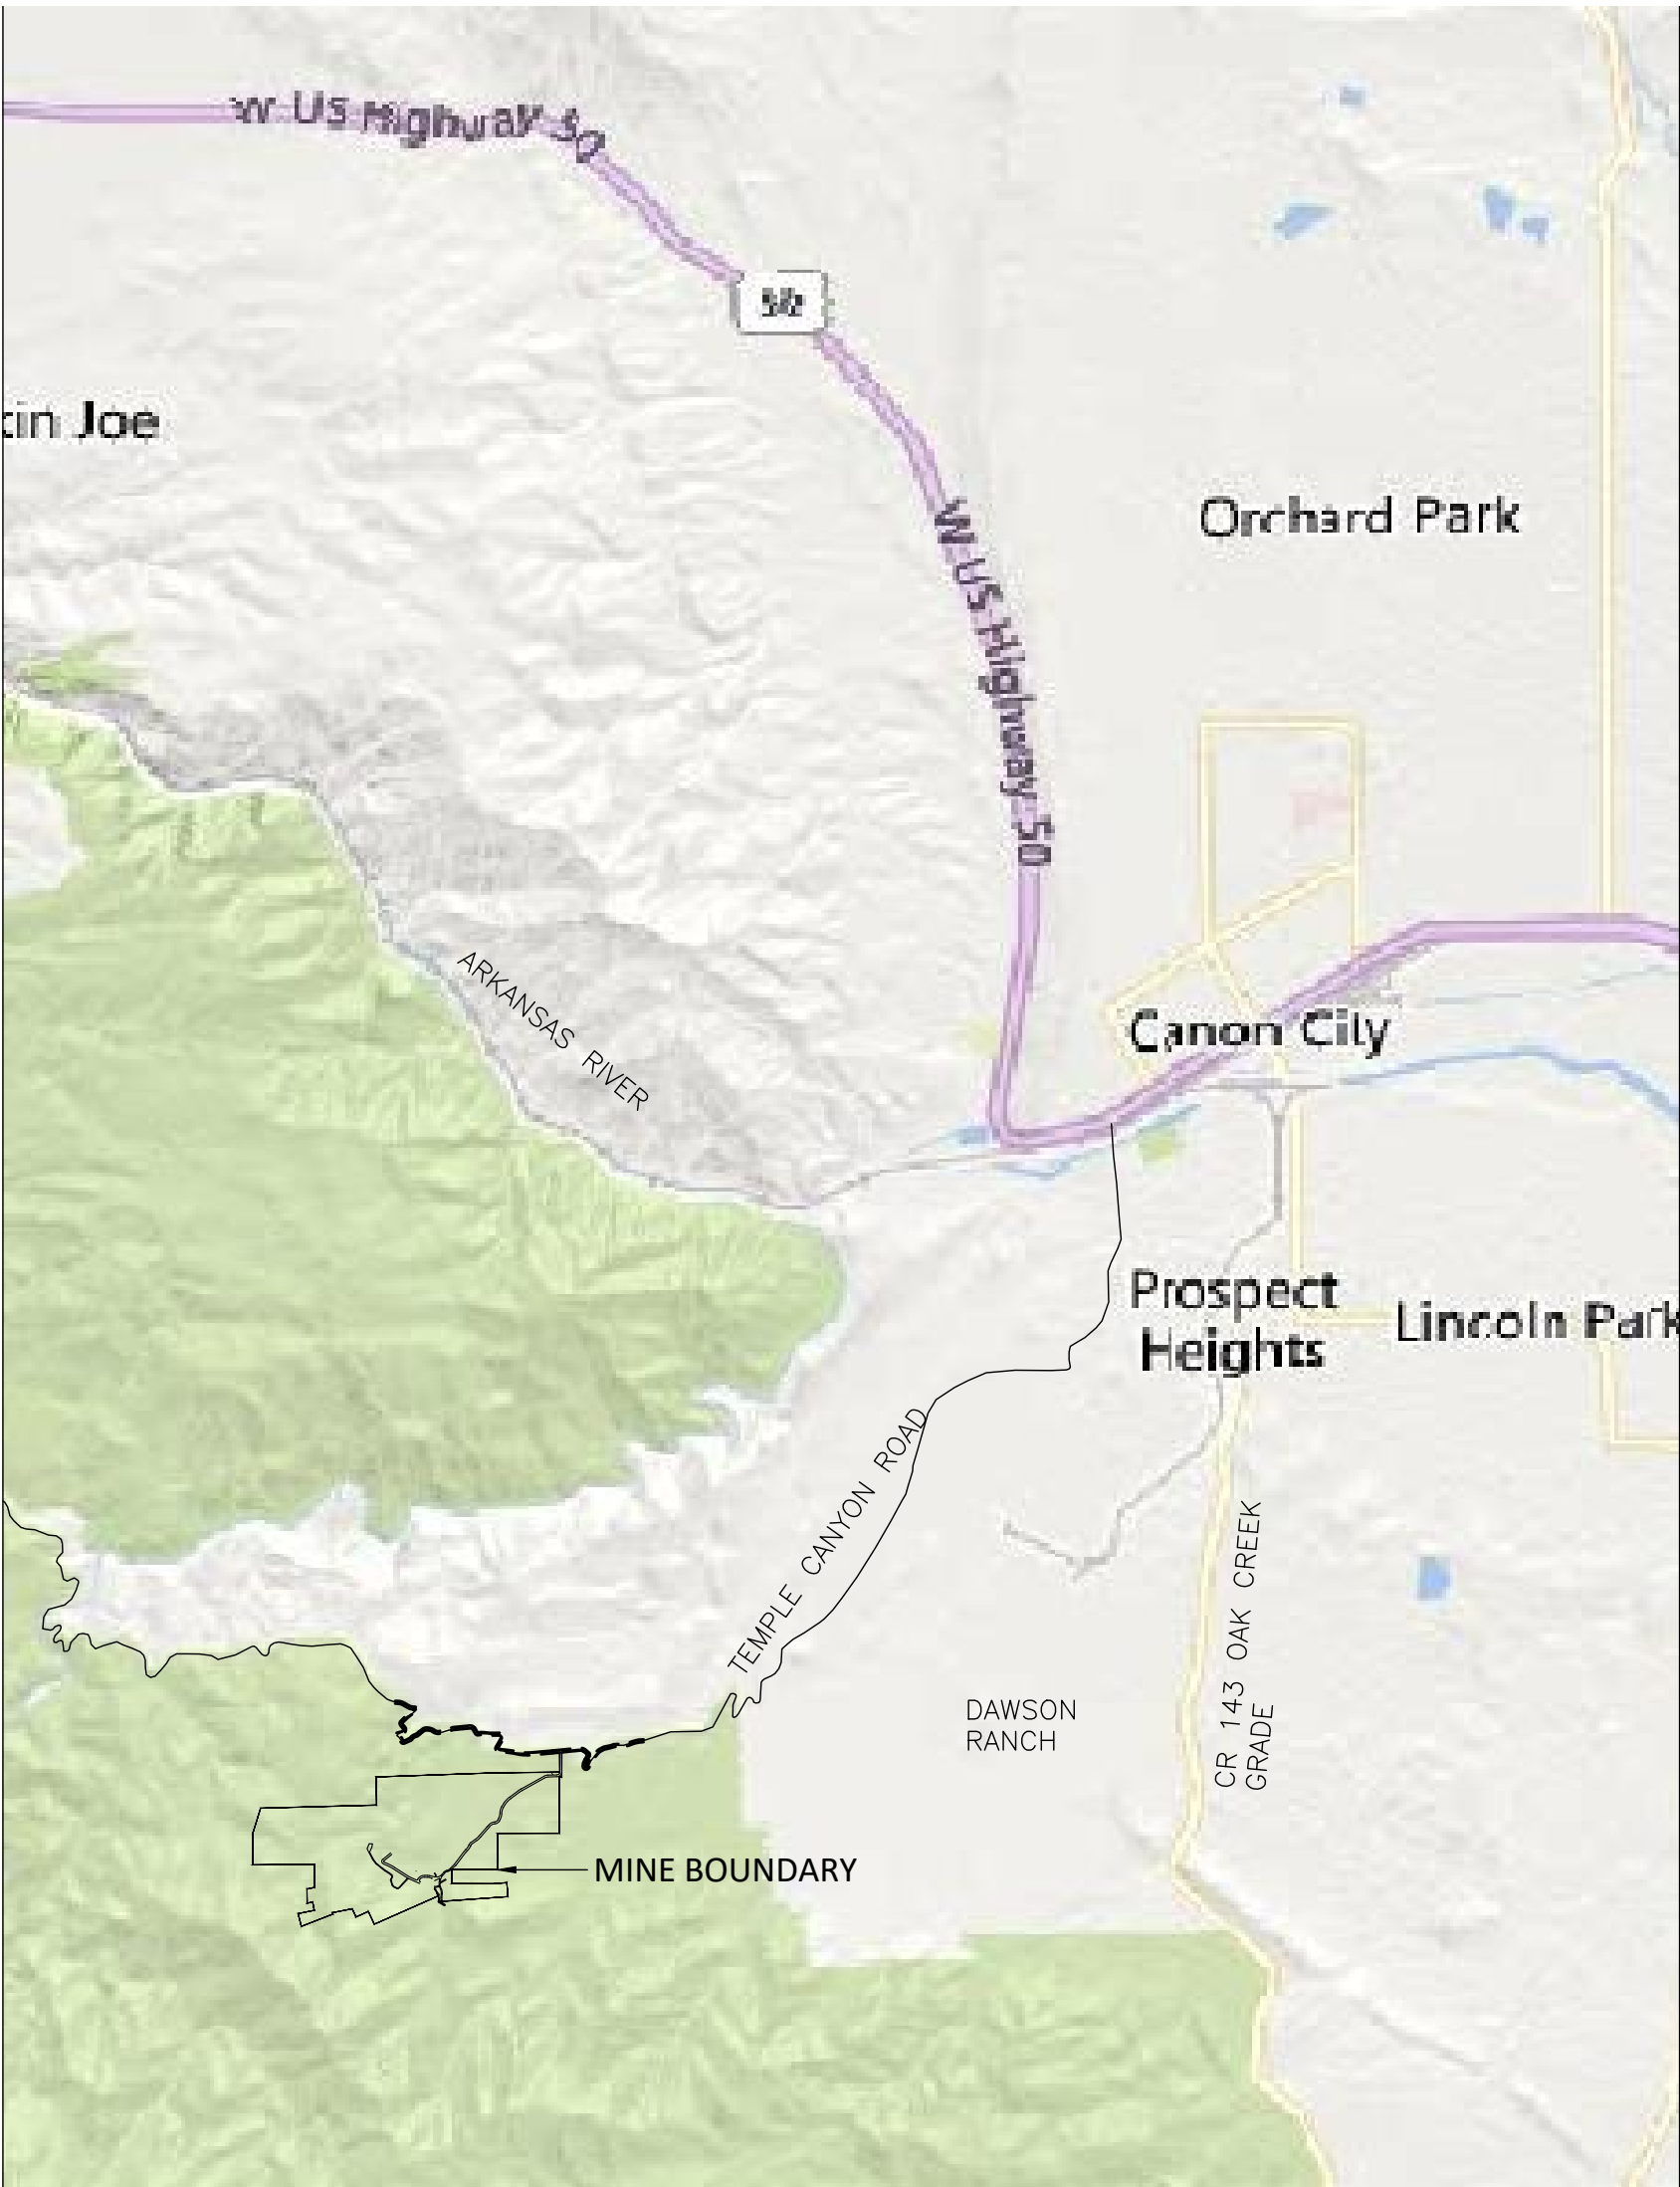 W US Highway 50
50
kin Joe
Orchard Park
W US Highway 50
ARKANSAS RIVER
Canon City
Prospect
Heights
Lincoln Park
TEMPLE CANYON ROAD
CR 143 OAK CREEK
GRADE
DAWSON
RANCH
MINE BOUNDARY